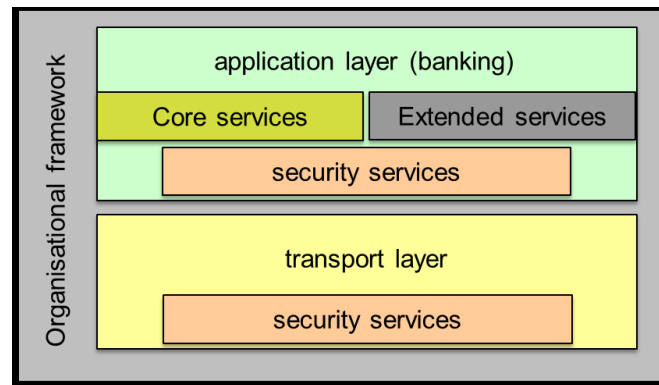 Organisational framework
application layer (banking)
Core services
Extended services
security services
transport layer
security services